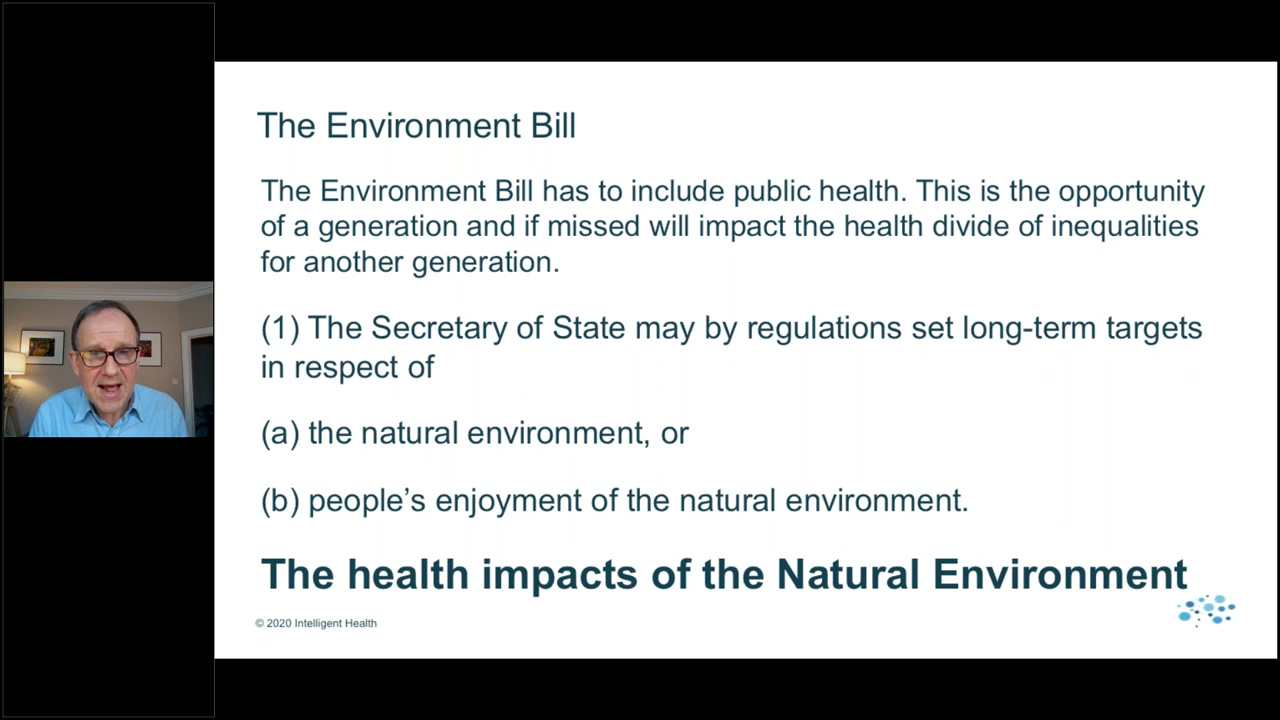 The Environment Bill
The Environment Bill has to include public health. This is the opportunity
of a generation and if missed will impact the health divide of inequalities
for another generation.
(1) The Secretary of State may by regulations set long-term targets
in respect of
(a) the natural environment, or
(b) people’s enjoyment of the natural environment.
The health impacts of the Natural Environment
© 2020 Intelligent Health